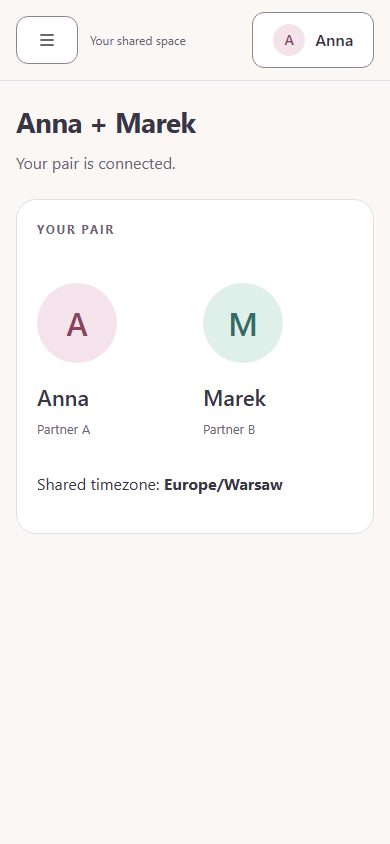 Your shared space
A Anna
Anna + Marek
Your pair is connected.
YOUR PAIR
A M
Anna Marek
Partner A Partner B
Shared timezone: Europe/Warsaw